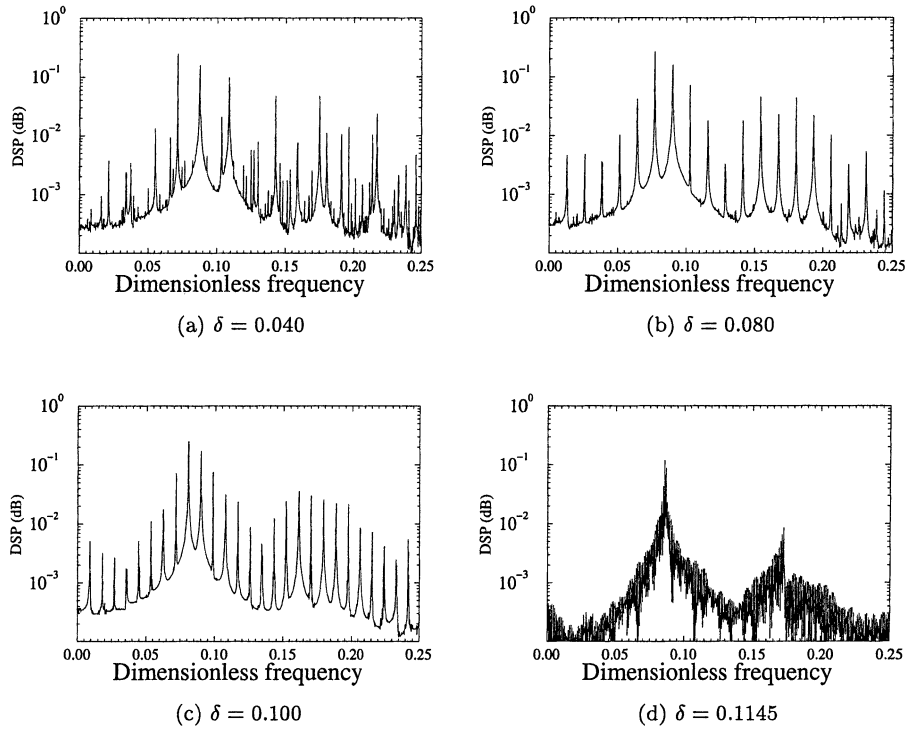 10^0
10^-1
10^-2
10^-3
DSP (dB)
0.00 0.05 0.10 0.15 0.20 0.25
Dimensionless frequency
(a) δ = 0.040
10^0
10^-1
10^-2
10^-3
DSP (dB)
0.00 0.05 0.10 0.15 0.20 0.25
Dimensionless frequency
(b) δ = 0.080
10^0
10^-1
10^-2
10^-3
DSP (dB)
0.00 0.05 0.10 0.15 0.20 0.25
Dimensionless frequency
(c) δ = 0.100
10^0
10^-1
10^-2
10^-3
DSP (dB)
0.00 0.05 0.10 0.15 0.20 0.25
Dimensionless frequency
(d) δ = 0.1145